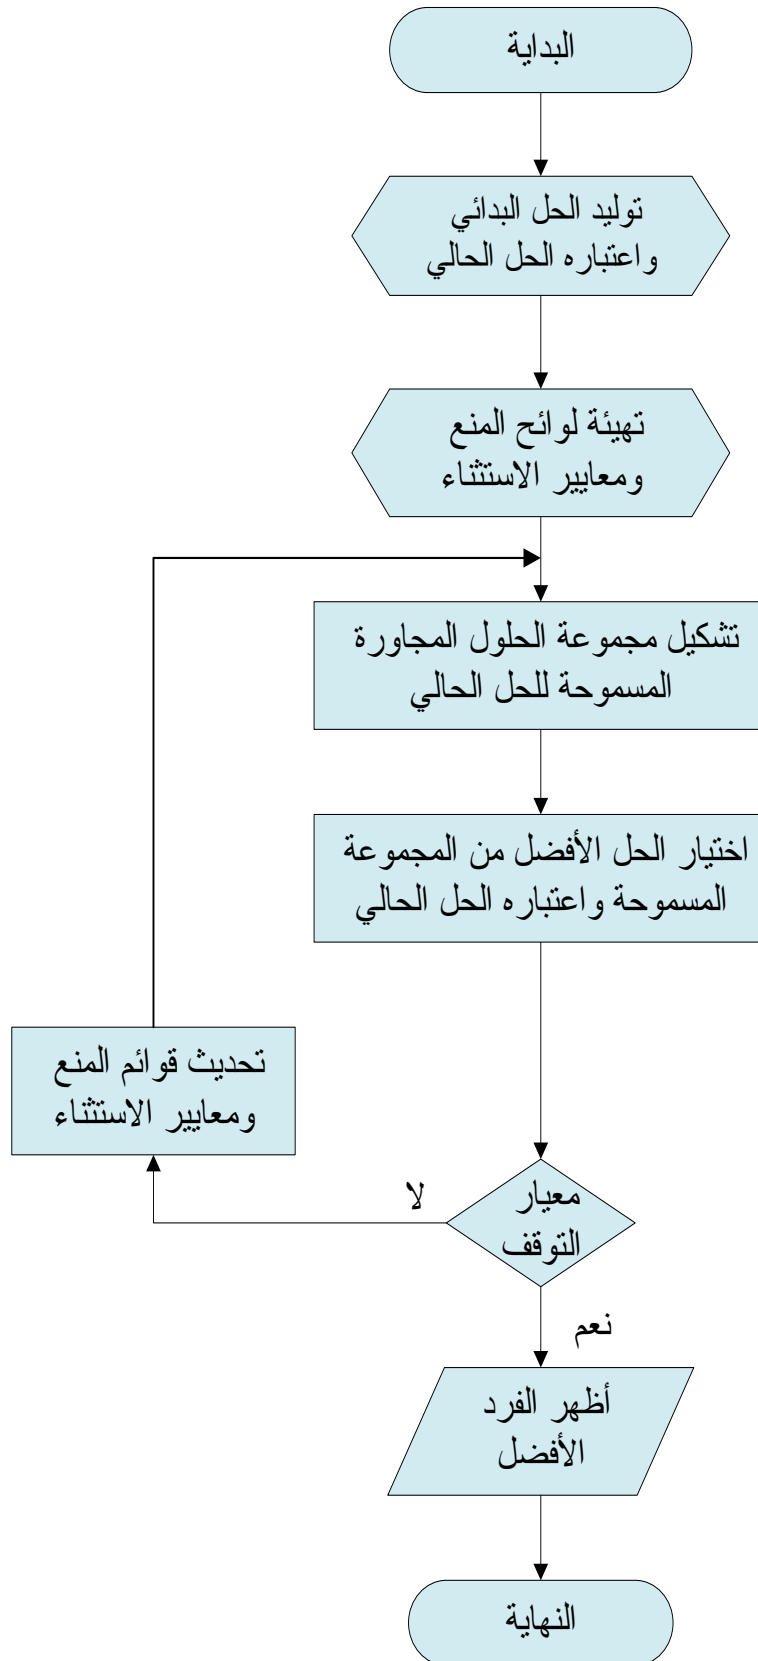 البداية
توليد الحل البدائي
واعتباره الحل الحالي
تهيئة لوائح المنع
ومعايير الاستثناء
تشكيل مجموعة الحلول المجاورة
المسموحة للحل الحالي
اختيار الحل الأفضل من المجموعة
المسموحة واعتباره الحل الحالي
تحديث قوائم المنع
ومعايير الاستثناء
لا
معيار
التوقف
نعم
أظهر الفرد
الأفضل
النهاية